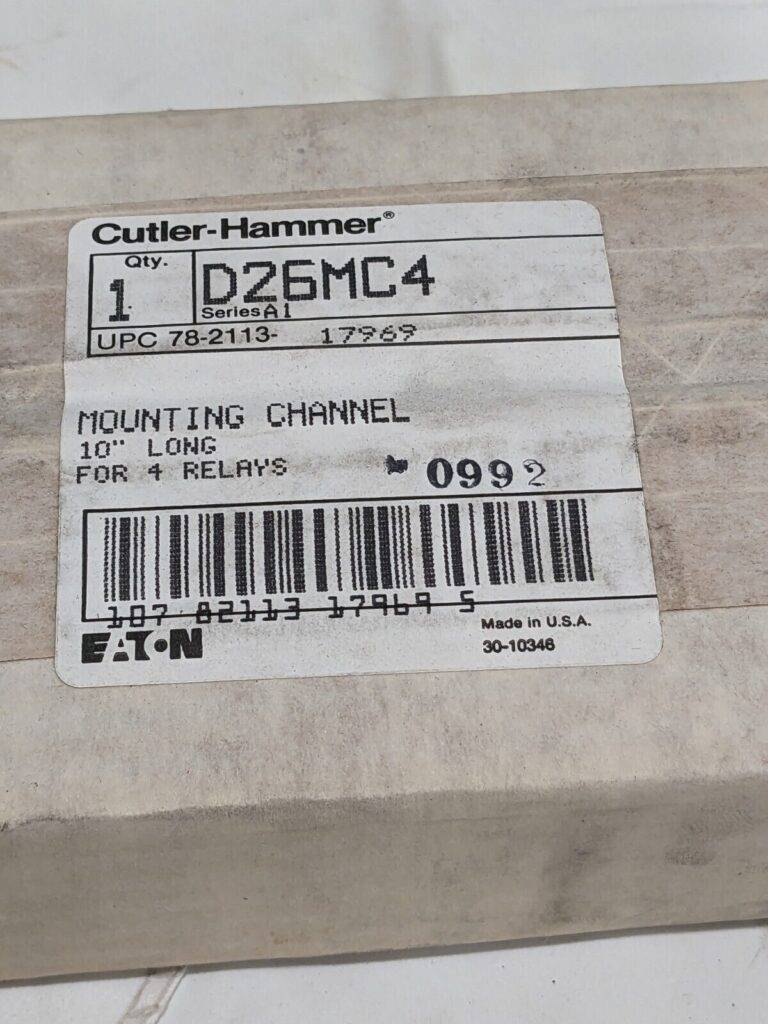 Cutler-Hammer®
Qty.
1
D26MC4
Series A1
UPC 78-2113- 17969
MOUNTING CHANNEL
10" LONG
FOR 4 RELAYS
0992
107 82113 17969 5
EATON
Made in U.S.A.
30-10346